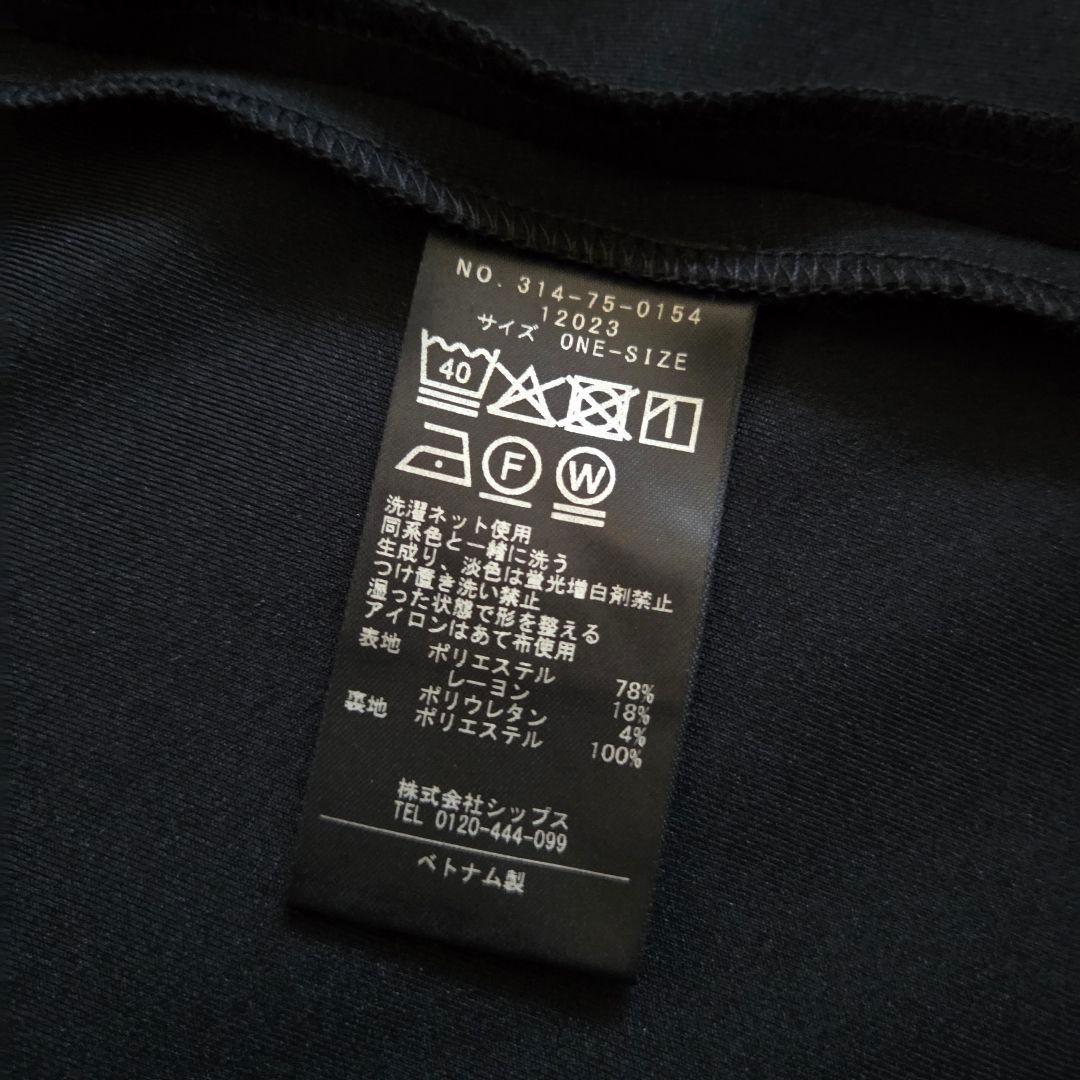 NO. 314-75-0154
12023
サイズ ONE-SIZE
40
F W
洗濯ネット使用
同系色と一緒に洗う
生成り、淡色は蛍光増白剤禁止
つけ置き洗い禁止
湿った状態で形を整える
アイロンはあて布使用
表地 ポリエステル 78%
レーヨン 18%
ポリウレタン 4%
裏地 ポリエステル 100%
株式会社シップス
TEL 0120-444-099
ベトナム製